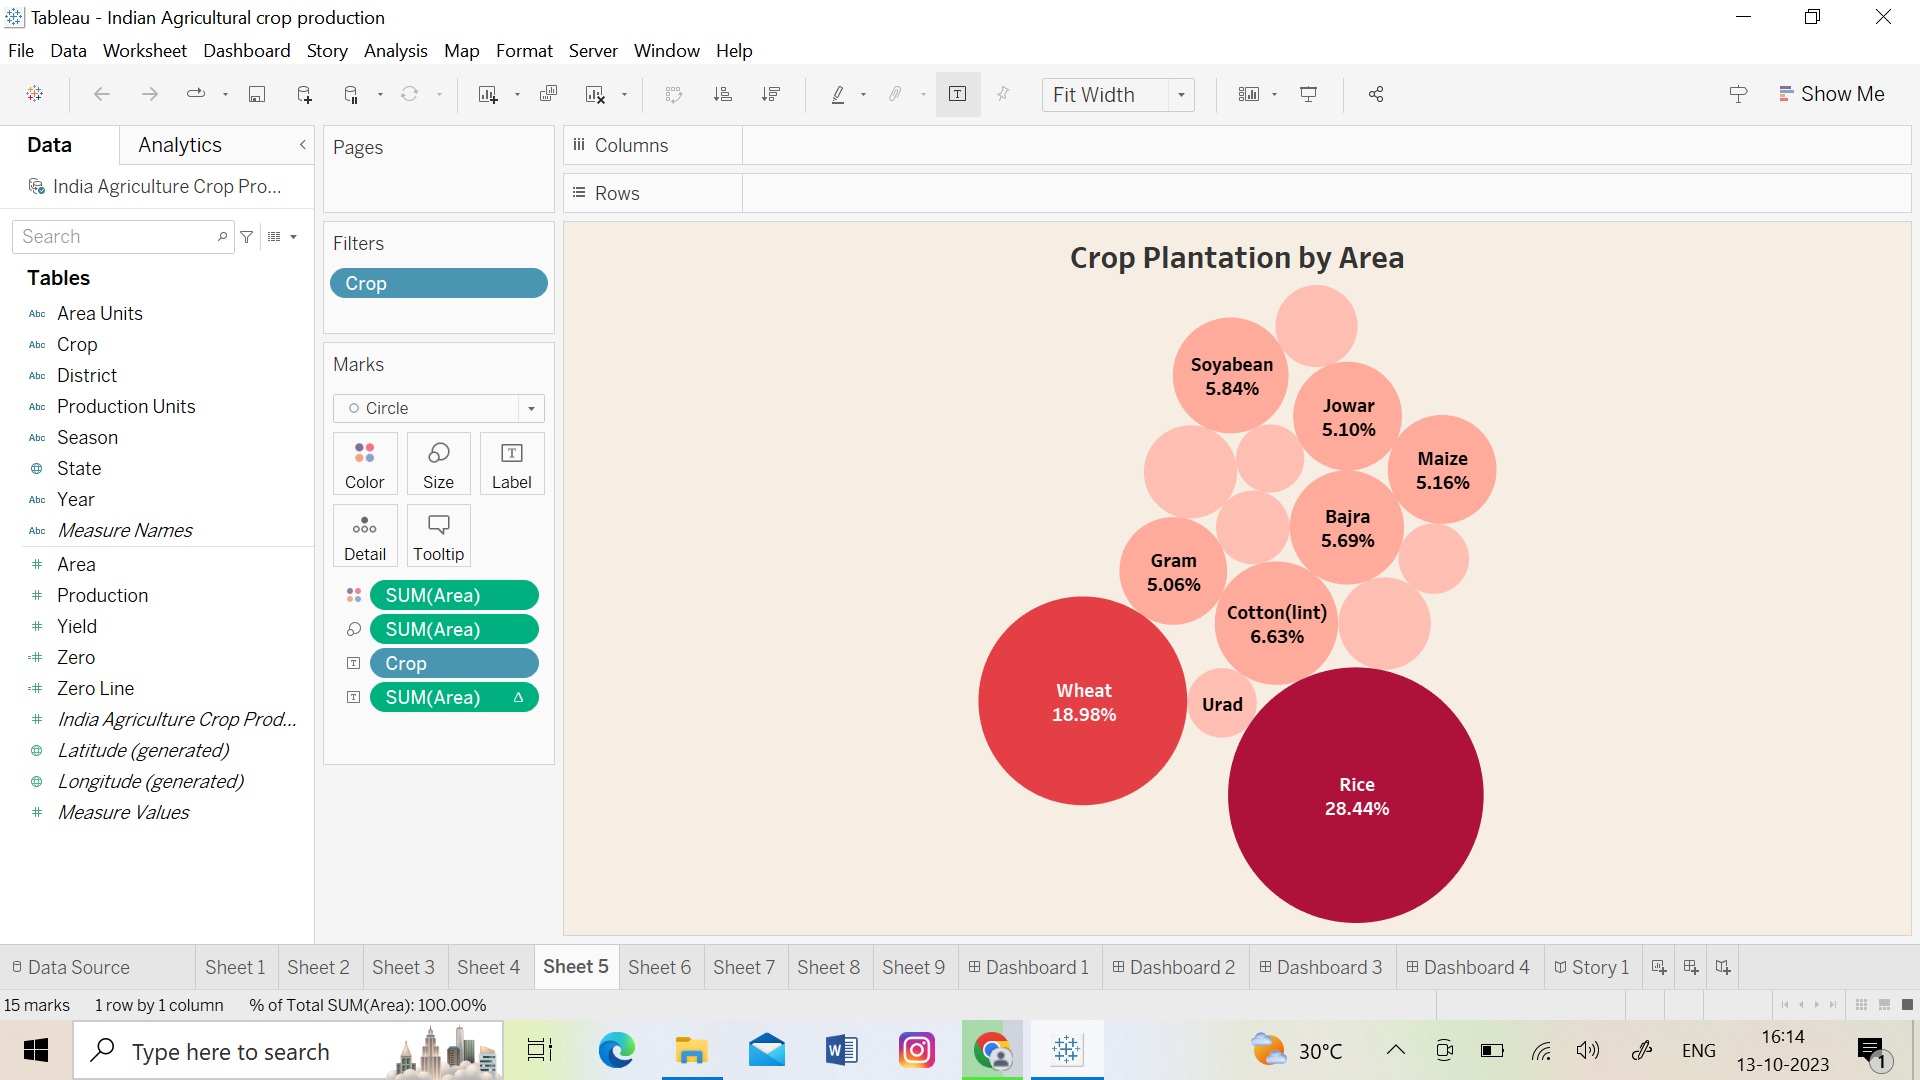 Tableau - Indian Agricultural crop production
File Data Worksheet Dashboard Story Analysis Map Format Server Window Help
Fit Width
Show Me
Data
Analytics
India Agriculture Crop Pro...
Search
Tables
Abc Area Units
Abc Crop
Abc District
Abc Production Units
Abc Season
State
Abc Year
Abc Measure Names
# Area
# Production
# Yield
=# Zero
=# Zero Line
# India Agriculture Crop Prod...
Latitude (generated)
Longitude (generated)
# Measure Values
Pages
Filters
Crop
Marks
Circle
Color
Size
Label
Detail
Tooltip
SUM(Area)
SUM(Area)
Crop
SUM(Area) Δ
Columns
Rows
Crop Plantation by Area
Soyabean
5.84%
Jowar
5.10%
Maize
5.16%
Bajra
5.69%
Gram
5.06%
Cotton(lint)
6.63%
Wheat
18.98%
Urad
Rice
28.44%
Data Source Sheet 1 Sheet 2 Sheet 3 Sheet 4 Sheet 5 Sheet 6 Sheet 7 Sheet 8 Sheet 9 Dashboard 1 Dashboard 2 Dashboard 3 Dashboard 4 Story 1
15 marks 1 row by 1 column % of Total SUM(Area): 100.00%
Type here to search
30°C
ENG
16:14
13-10-2023
1